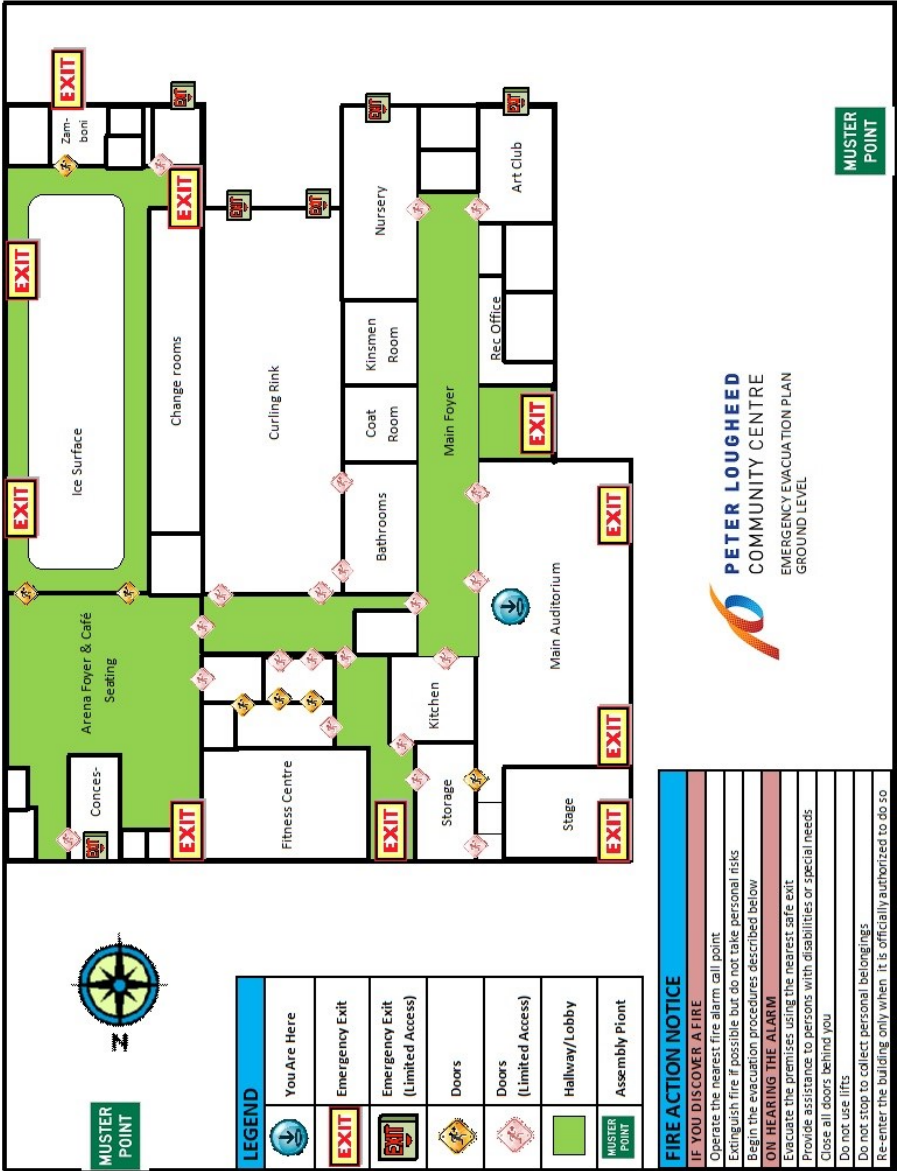 MUSTER
POINT
N
LEGEND
You Are Here
EXIT
Emergency Exit
EXIT
Emergency Exit
(Limited Access)
Doors
Doors
(Limited Access)
Hallway/Lobby
MUSTER
POINT
Assembly Piont
FIRE ACTION NOTICE
IF YOU DISCOVER A FIRE
Operate the nearest fire alarm call point
Extinguish fire if possible but do not take personal risks
Begin the evacuation procedures described below
ON HEARING THE ALARM
Evacuate the premises using the nearest safe exit
Provide assistance to persons with disabilities or special needs
Close all doors behind you
Do not use lifts
Do not stop to collect personal belongings
Re-enter the building only when it is officially authorized to do so
EXIT
EXIT
EXIT
Zam-
boni
EXIT
Ice Surface
Arena Foyer & Café
Seating
Conces-
EXIT
EXIT
Change rooms
EXIT
EXIT
EXIT
Curling Rink
EXIT
Fitness Centre
EXIT
Bathrooms
Coat
Room
Kinsmen
Room
Nursery
EXIT
Kitchen
Storage
Main Foyer
Rec Office
Art Club
EXIT
EXIT
Stage
Main Auditorium
EXIT
EXIT
EXIT
PETER LOUGHEED
COMMUNITY CENTRE
EMERGENCY EVACUATION PLAN
GROUND LEVEL
MUSTER
POINT